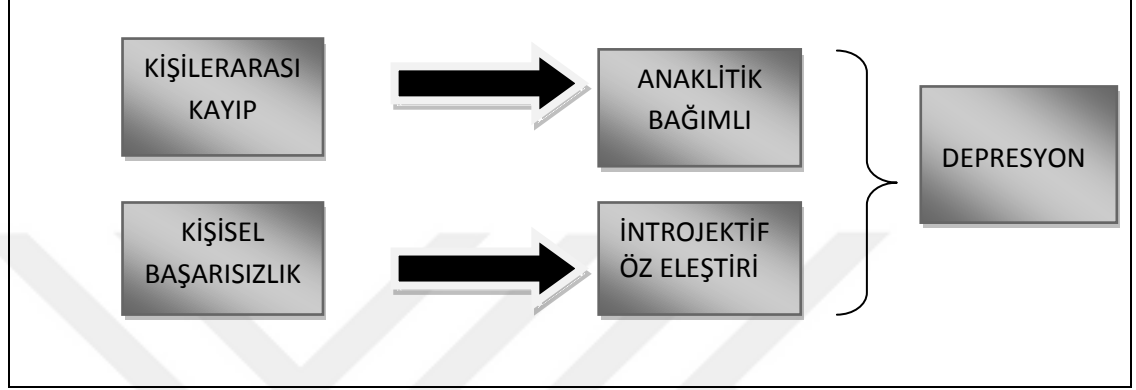 KİŞİLERARASI
KAYIP
ANAKLİTİK
BAĞIMLI
DEPRESYON
KİŞİSEL
BAŞARISIZLIK
İNTROJEKTİF
ÖZ ELEŞTİRİ